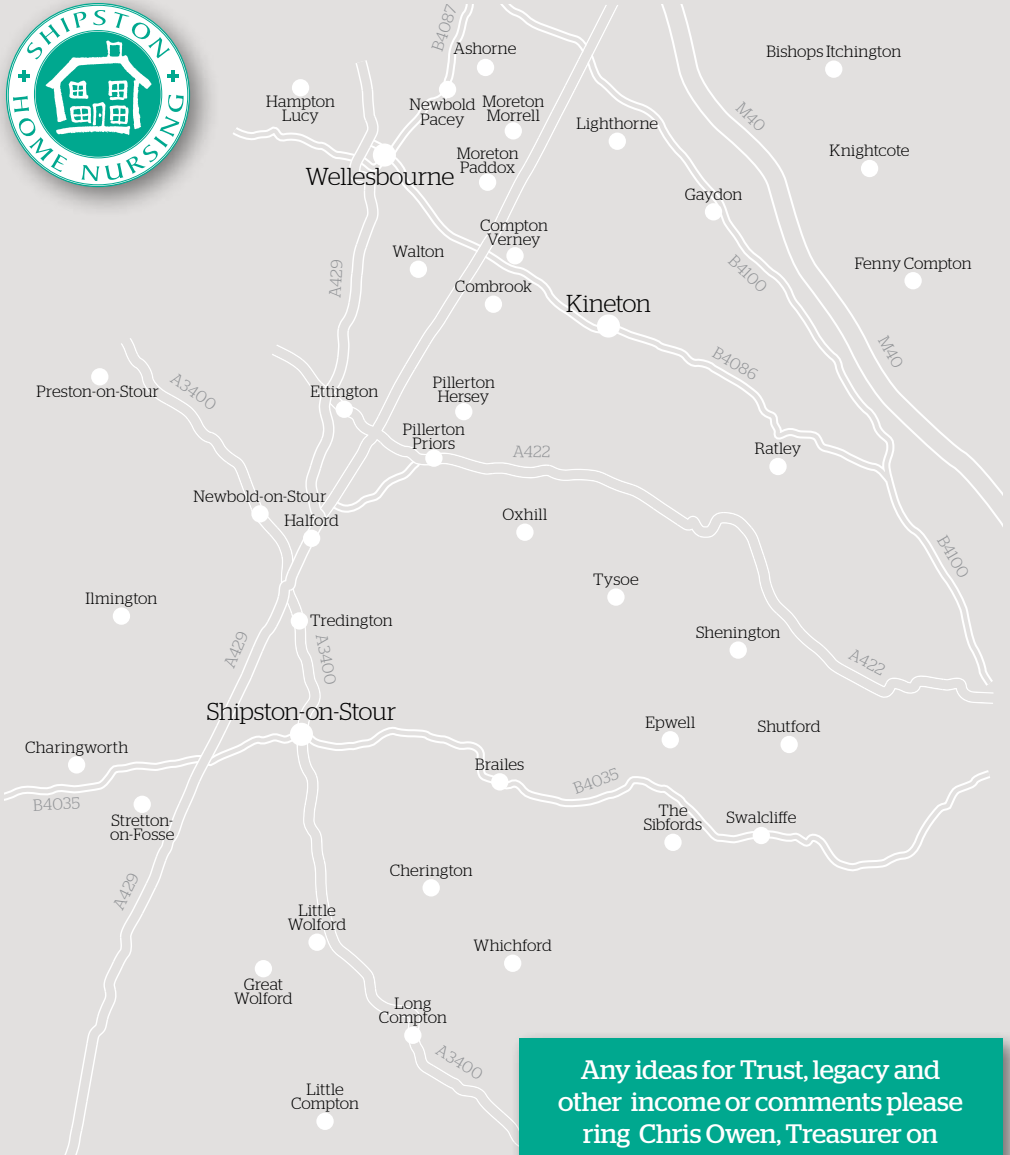 SHIPSTON
HOME NURSING
B4087
Ashorne
Bishops Itchington
Hampton
Lucy
Newbold
Pacey
Moreton
Morrell
Lighthorne
M40
Knightcote
Moreton
Paddox
Wellesbourne
Gaydon
Compton
Verney
Walton
A429
B4100
Fenny Compton
Combrook
Kineton
M40
B4086
Preston-on-Stour
A3400
Ettington
Pillerton
Hersey
Pillerton
Priors
A422
Ratley
Newbold-on-Stour
Halford
Oxhill
B4100
Tysoe
Ilmington
Tredington
A429
A3400
Shenington
A422
Shipston-on-Stour
Epwell
Shutford
Charingworth
Brailes
B4035
B4035
Stretton-
on-Fosse
The
Sibfords
Swalcliffe
A429
Cherington
Little
Wolford
Whichford
Great
Wolford
Long
Compton
A3400
Little
Compton
Any ideas for Trust, legacy and
other income or comments please
ring Chris Owen, Treasurer on